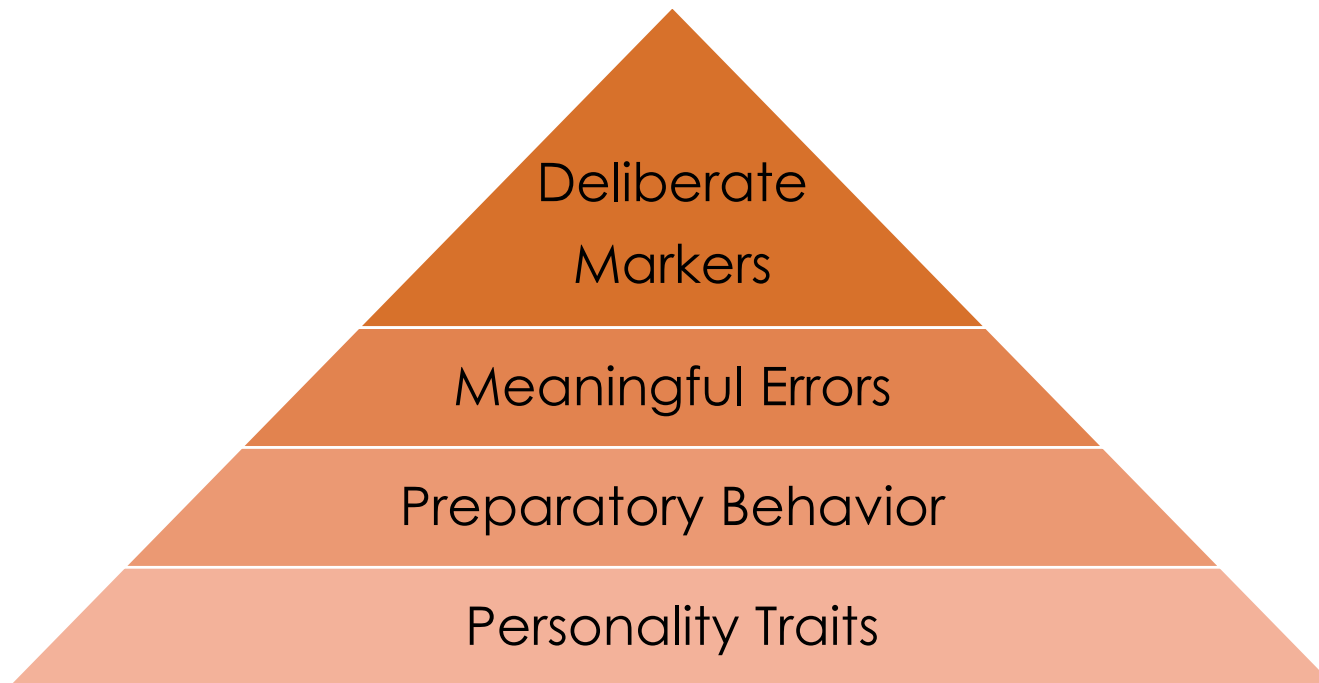 Deliberate
Markers
Meaningful Errors
Preparatory Behavior
Personality Traits